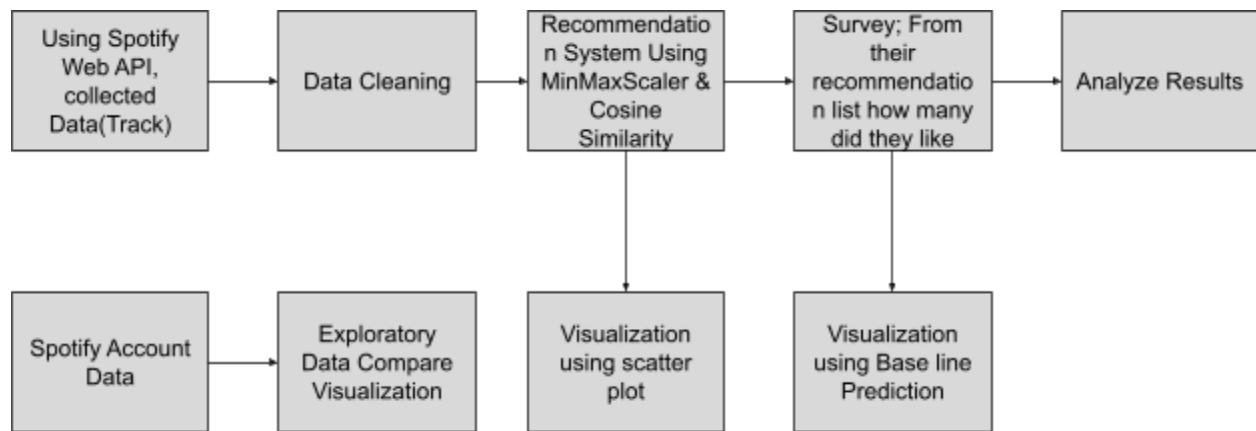 Using Spotify
Web API,
collected
Data(Track)
Data Cleaning
Recommendatio
n System Using
MinMaxScaler &
Cosine
Similarity
Survey; From
their
recommendatio
n list how many
did they like
Analyze Results
Spotify Account
Data
Exploratory
Data Compare
Visualization
Visualization
using scatter
plot
Visualization
using Base line
Prediction